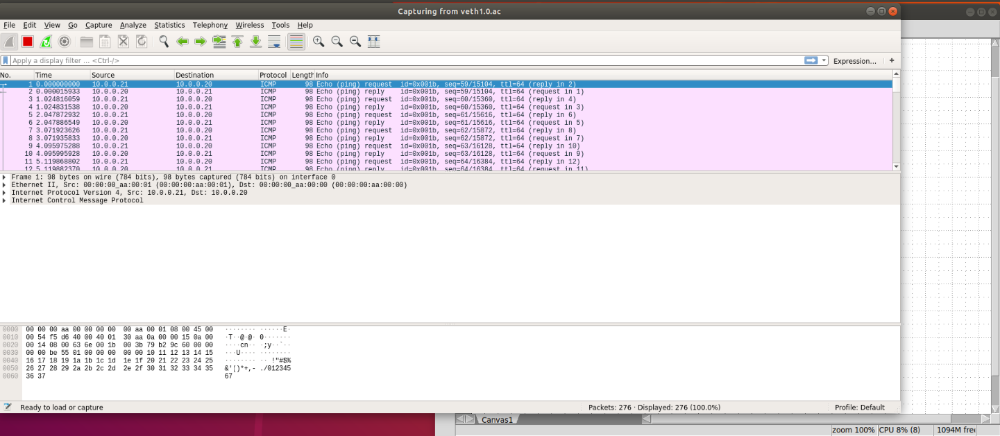 Capturing from veth1.0.ac
File Edit View Go Capture Analyze Statistics Telephony Wireless Tools Help
Apply a display filter ... <Ctrl-/> Expression... +
No. Time Source Destination Protocol Length Info
1 0.000000000 10.0.0.21 10.0.0.20 ICMP 98 Echo (ping) request id=0x001b, seq=59/15104, ttl=64 (reply in 2)
2 0.000015933 10.0.0.20 10.0.0.21 ICMP 98 Echo (ping) reply id=0x001b, seq=59/15104, ttl=64 (request in 1)
3 1.024816059 10.0.0.21 10.0.0.20 ICMP 98 Echo (ping) request id=0x001b, seq=60/15360, ttl=64 (reply in 4)
4 1.024831538 10.0.0.20 10.0.0.21 ICMP 98 Echo (ping) reply id=0x001b, seq=60/15360, ttl=64 (request in 3)
5 2.047872932 10.0.0.21 10.0.0.20 ICMP 98 Echo (ping) request id=0x001b, seq=61/15616, ttl=64 (reply in 6)
6 2.047886549 10.0.0.20 10.0.0.21 ICMP 98 Echo (ping) reply id=0x001b, seq=61/15616, ttl=64 (request in 5)
7 3.071923626 10.0.0.21 10.0.0.20 ICMP 98 Echo (ping) request id=0x001b, seq=62/15872, ttl=64 (reply in 8)
8 3.071935833 10.0.0.20 10.0.0.21 ICMP 98 Echo (ping) reply id=0x001b, seq=62/15872, ttl=64 (request in 7)
9 4.095975288 10.0.0.21 10.0.0.20 ICMP 98 Echo (ping) request id=0x001b, seq=63/16128, ttl=64 (reply in 10)
10 4.095995928 10.0.0.20 10.0.0.21 ICMP 98 Echo (ping) reply id=0x001b, seq=63/16128, ttl=64 (request in 9)
11 5.119868802 10.0.0.21 10.0.0.20 ICMP 98 Echo (ping) request id=0x001b, seq=64/16384, ttl=64 (reply in 12)
12 5.119882370 10.0.0.20 10.0.0.21 ICMP 98 Echo (ping) reply id=0x001b, seq=64/16384, ttl=64 (request in 11)
Frame 1: 98 bytes on wire (784 bits), 98 bytes captured (784 bits) on interface 0
Ethernet II, Src: 00:00:00_aa:00:01 (00:00:00:aa:00:01), Dst: 00:00:00_aa:00:00 (00:00:00:aa:00:00)
Internet Protocol Version 4, Src: 10.0.0.21, Dst: 10.0.0.20
Internet Control Message Protocol
0000 00 00 00 aa 00 00 00 00 00 aa 00 01 08 00 45 00 ········ ······E·
0010 00 54 f5 d6 40 00 40 01 30 aa 0a 00 00 15 0a 00 ·T··@·@· 0·······
0020 00 14 08 00 63 6e 00 1b 00 3b 79 b2 9c 60 00 00 ····cn·· ·;y··`··
0030 00 00 be 55 01 00 00 00 00 00 10 11 12 13 14 15 ···U···· ········
0040 16 17 18 19 1a 1b 1c 1d 1e 1f 20 21 22 23 24 25 ········ ·· !"#$%
0050 26 27 28 29 2a 2b 2c 2d 2e 2f 30 31 32 33 34 35 &'()*+,- ./012345
0060 36 37 67
Ready to load or capture Packets: 276 · Displayed: 276 (100.0%) Profile: Default
Canvas1
zoom 100% CPU 8% (8) 1094M free